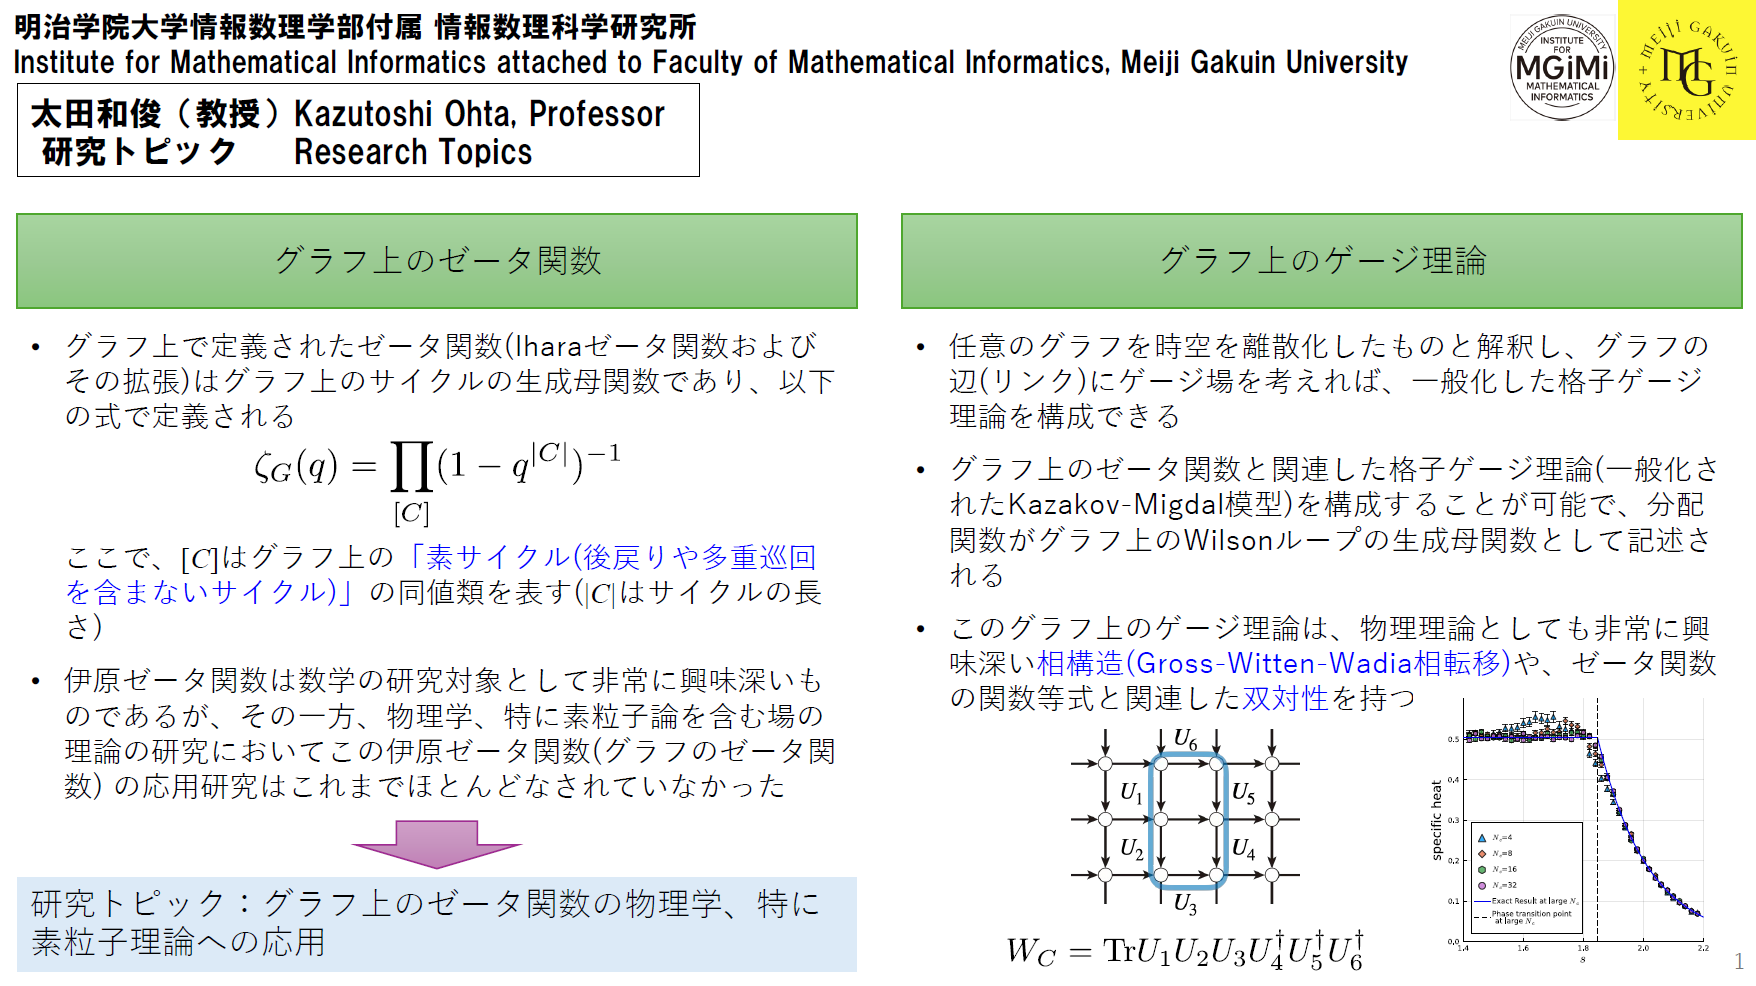 明治学院大学情報数理学部付属 情報数理科学研究所
Institute for Mathematical Informatics attached to Faculty of Mathematical Informatics, Meiji Gakuin University
MEIJI GAKUIN UNIVERSITY
INSTITUTE
FOR
MGiMi
MATHEMATICAL
INFORMATICS
MEIJI GAKUIN
MG
UNIVERSITY
太田和俊（教授）Kazutoshi Ohta, Professor
研究トピック Research Topics
グラフ上のゼータ関数
• グラフ上で定義されたゼータ関数(Iharaゼータ関数および
その拡張)はグラフ上のサイクルの生成母関数であり、以下
の式で定義される
ζ_G(q) = ∏_{[C]} (1 − q^{|C|})^{−1}
ここで、[C]はグラフ上の「素サイクル(後戻りや多重巡回
を含まないサイクル)」の同値類を表す(|C|はサイクルの長
さ)
• 伊原ゼータ関数は数学の研究対象として非常に興味深いも
のであるが、その一方、物理学、特に素粒子論を含む場の
理論の研究においてこの伊原ゼータ関数(グラフのゼータ関
数) の応用研究はこれまでほとんどなされていなかった
研究トピック：グラフ上のゼータ関数の物理学、特に
素粒子理論への応用
グラフ上のゲージ理論
• 任意のグラフを時空を離散化したものと解釈し、グラフの
辺(リンク)にゲージ場を考えれば、一般化した格子ゲージ
理論を構成できる
• グラフ上のゼータ関数と関連した格子ゲージ理論(一般化さ
れたKazakov-Migdal模型)を構成することが可能で、分配
関数がグラフ上のWilsonループの生成母関数として記述さ
れる
• このグラフ上のゲージ理論は、物理理論としても非常に興
味深い相構造(Gross-Witten-Wadia相転移)や、ゼータ関数
の関数等式と関連した双対性を持つ
U₆
U₁ U₅
U₂ U₄
U₃
W_C = TrU₁U₂U₃U₄†U₅†U₆†
specific heat
0.5
0.4
0.3
0.2
0.1
0.0
N_c=4
N_c=8
N_c=16
N_c=32
Exact Result at large N_c
Phase transition point
at large N_c
1.4 1.6 1.8 2.0 2.2
s
1